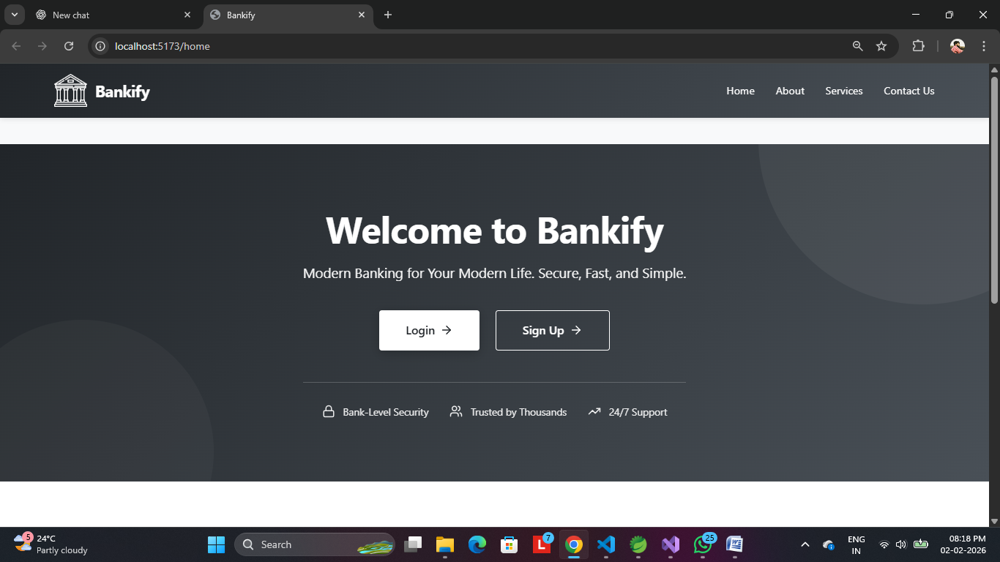 New chat
Bankify
localhost:5173/home
Bankify
Home About Services Contact Us
Welcome to Bankify
Modern Banking for Your Modern Life. Secure, Fast, and Simple.
Login → Sign Up →
Bank-Level Security Trusted by Thousands 24/7 Support
5 24°C
Partly cloudy
Search
L 7
25
W
ENG
IN
08:18 PM
02-02-2026